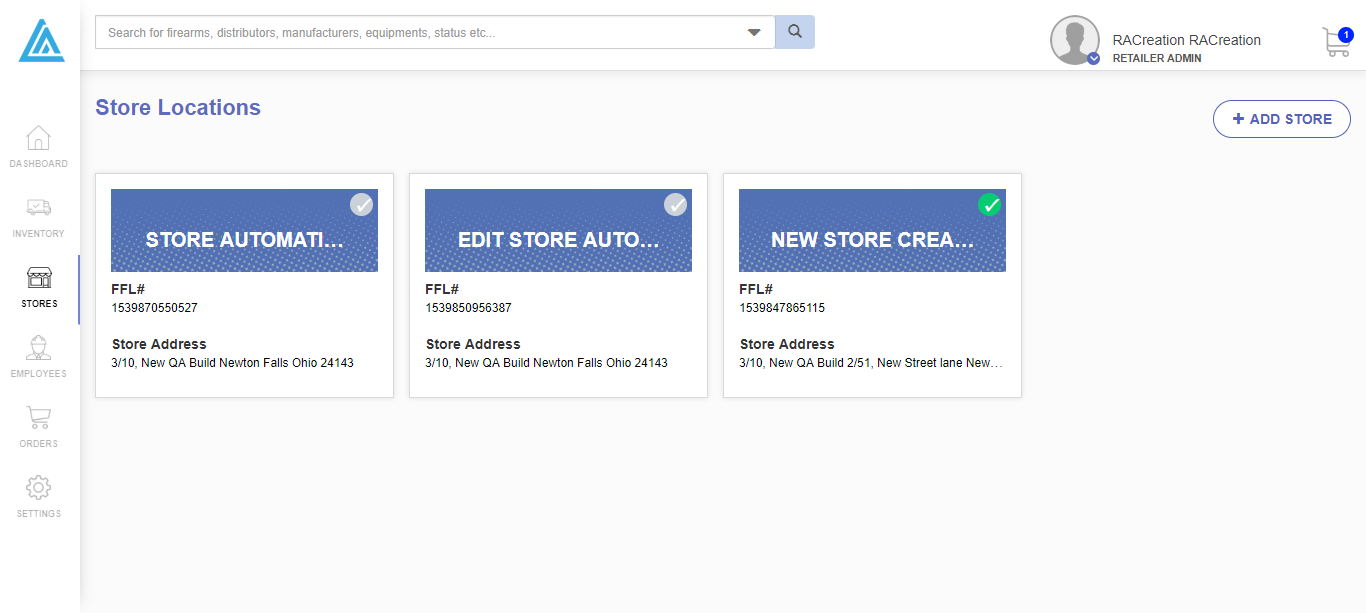 Search for firearms, distributors, manufacturers, equipments, status etc...
RACreation RACreation
RETAILER ADMIN
1
DASHBOARD
INVENTORY
STORES
EMPLOYEES
ORDERS
SETTINGS
Store Locations
+ ADD STORE
STORE AUTOMATI...
FFL#
1539870550527
Store Address
3/10, New QA Build Newton Falls Ohio 24143
EDIT STORE AUTO...
FFL#
1539850956387
Store Address
3/10, New QA Build Newton Falls Ohio 24143
NEW STORE CREA...
FFL#
1539847865115
Store Address
3/10, New QA Build 2/51, New Street lane New...